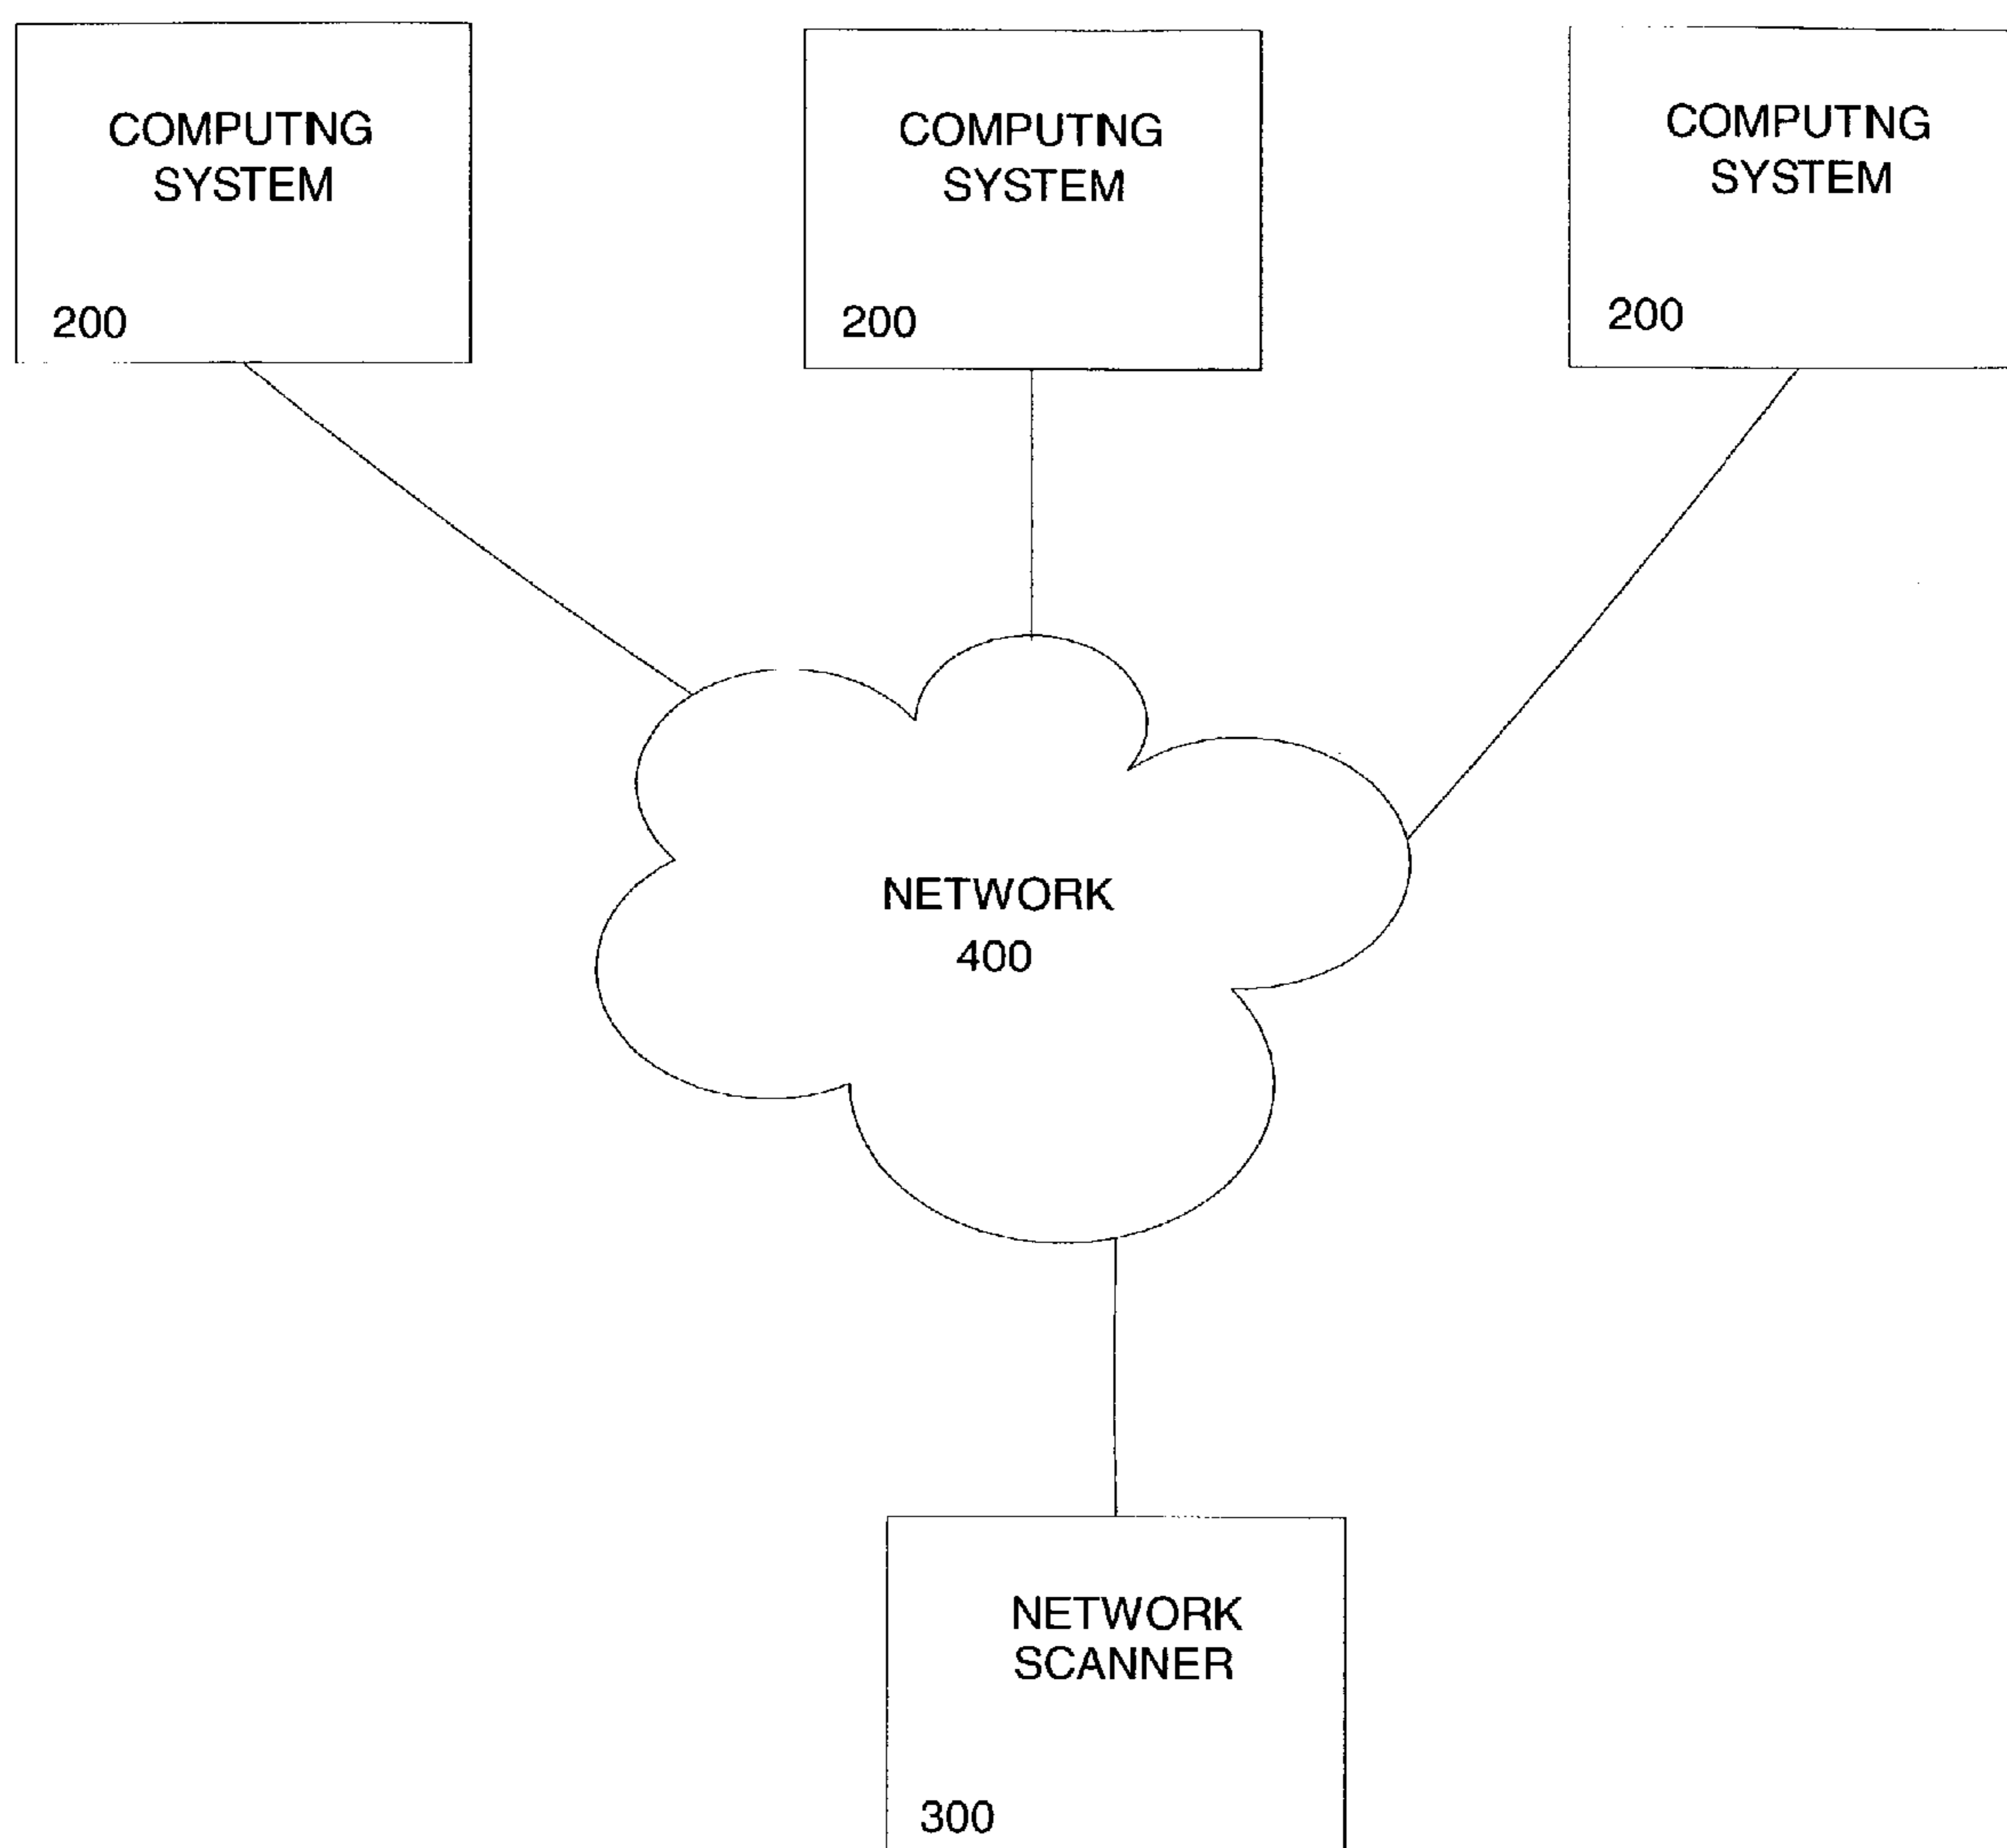 COMPUTNG
SYSTEM
200
COMPUTNG
SYSTEM
200
COMPUTNG
SYSTEM
200
NETWORK
400
NETWORK
SCANNER
300